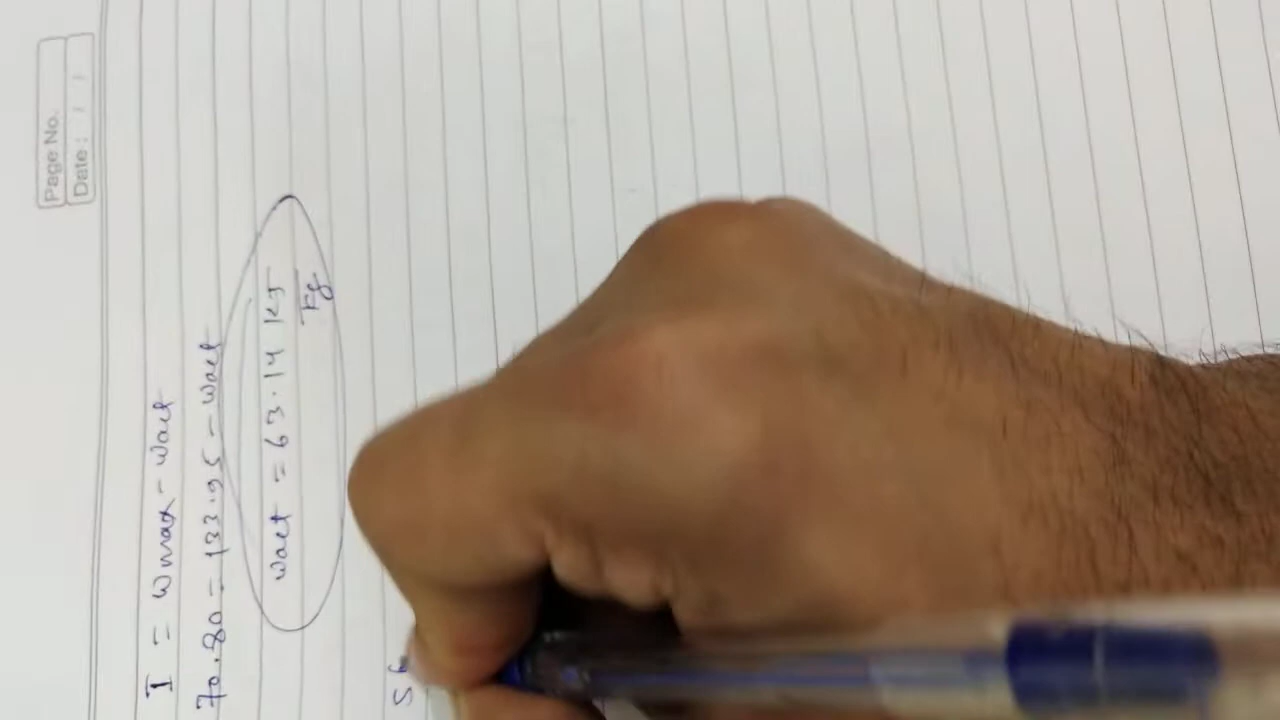 Page No.
Date : / /
I = Wmax - Wact
70.80 = 133.95 - Wact
Wact = 63.14 KJ
Kg
S